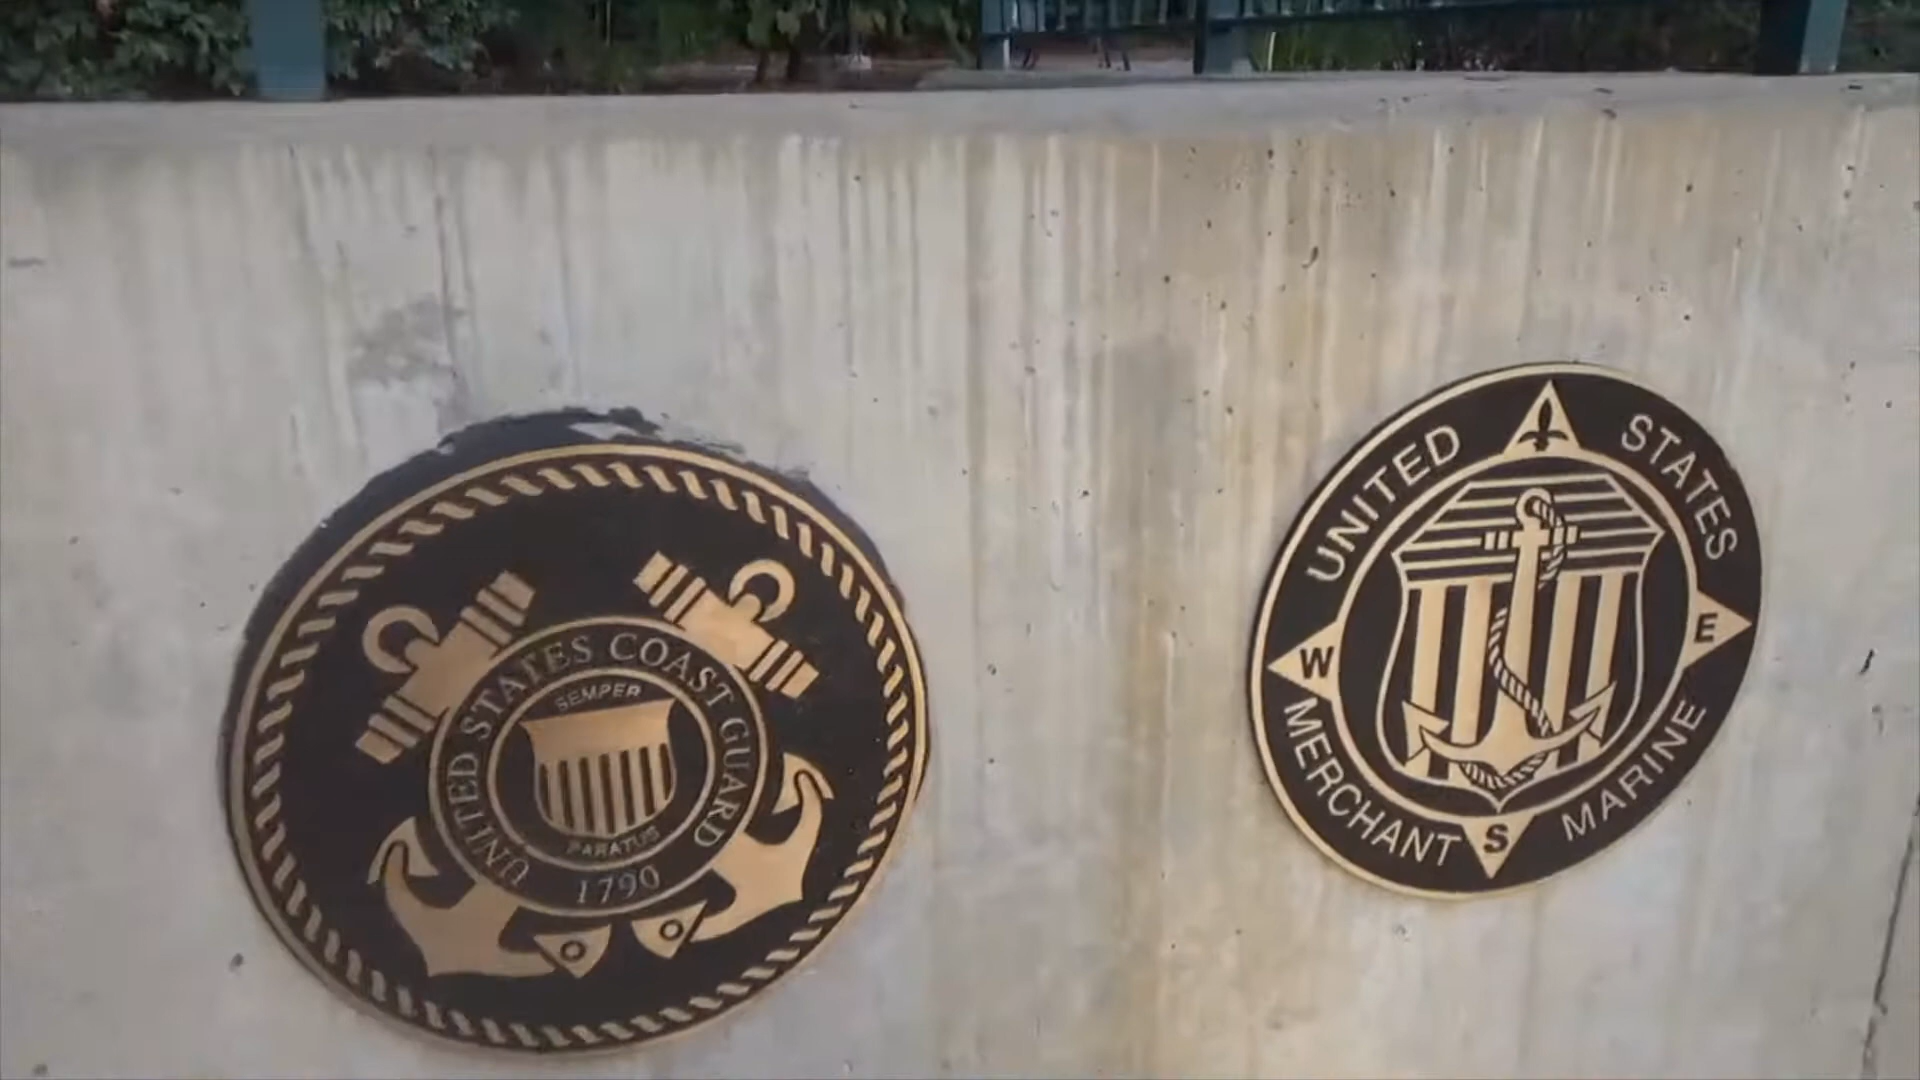 UNITED STATES COAST GUARD
SEMPER
PARATUS
1790
UNITED STATES
W E
MERCHANT MARINE
S